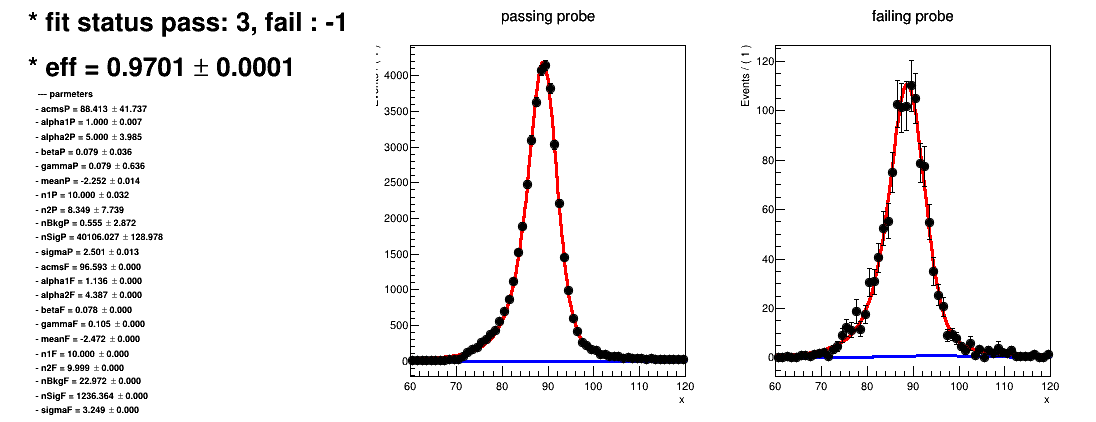 * fit status pass: 3, fail : -1
* eff = 0.9701 ± 0.0001
--- parmeters
- acmsP = 88.413 ± 41.737
- alpha1P = 1.000 ± 0.007
- alpha2P = 5.000 ± 3.985
- betaP = 0.079 ± 0.036
- gammaP = 0.079 ± 0.636
- meanP = -2.252 ± 0.014
- n1P = 10.000 ± 0.032
- n2P = 8.349 ± 7.739
- nBkgP = 0.555 ± 2.872
- nSigP = 40106.027 ± 128.978
- sigmaP = 2.501 ± 0.013
- acmsF = 96.593 ± 0.000
- alpha1F = 1.136 ± 0.000
- alpha2F = 4.387 ± 0.000
- betaF = 0.078 ± 0.000
- gammaF = 0.105 ± 0.000
- meanF = -2.472 ± 0.000
- n1F = 10.000 ± 0.000
- n2F = 9.999 ± 0.000
- nBkgF = 22.972 ± 0.000
- nSigF = 1236.364 ± 0.000
- sigmaF = 3.249 ± 0.000
passing probe
4000
3500
3000
2500
2000
1500
1000
500
0
60 70 80 90 100 110 120
x
failing probe
Events / ( 1 )
120
100
80
60
40
20
0
60 70 80 90 100 110 120
x